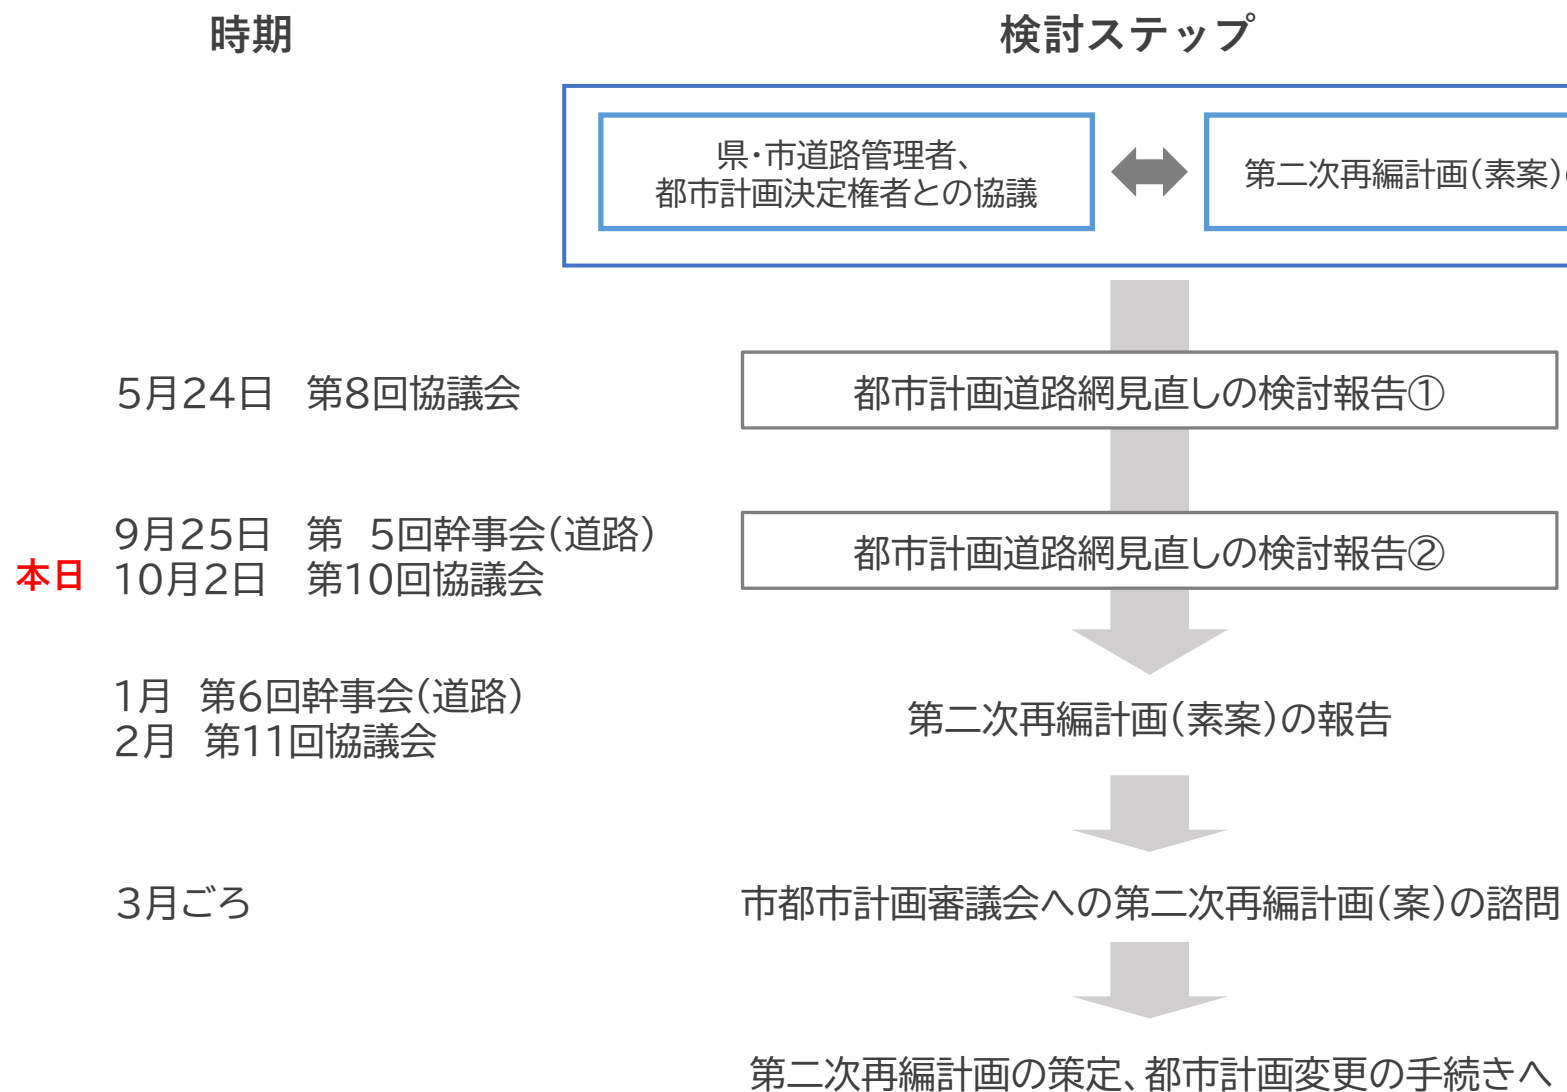 時期
検討ステップ
県・市道路管理者、
都市計画決定権者との協議
第二次再編計画(素案)
5月24日 第8回協議会
都市計画道路網見直しの検討報告①
9月25日 第 5回幹事会(道路)
本日 10月2日 第10回協議会
都市計画道路網見直しの検討報告②
1月 第6回幹事会(道路)
2月 第11回協議会
第二次再編計画(素案)の報告
3月ごろ
市都市計画審議会への第二次再編計画(案)の諮問
第二次再編計画の策定、都市計画変更の手続きへ